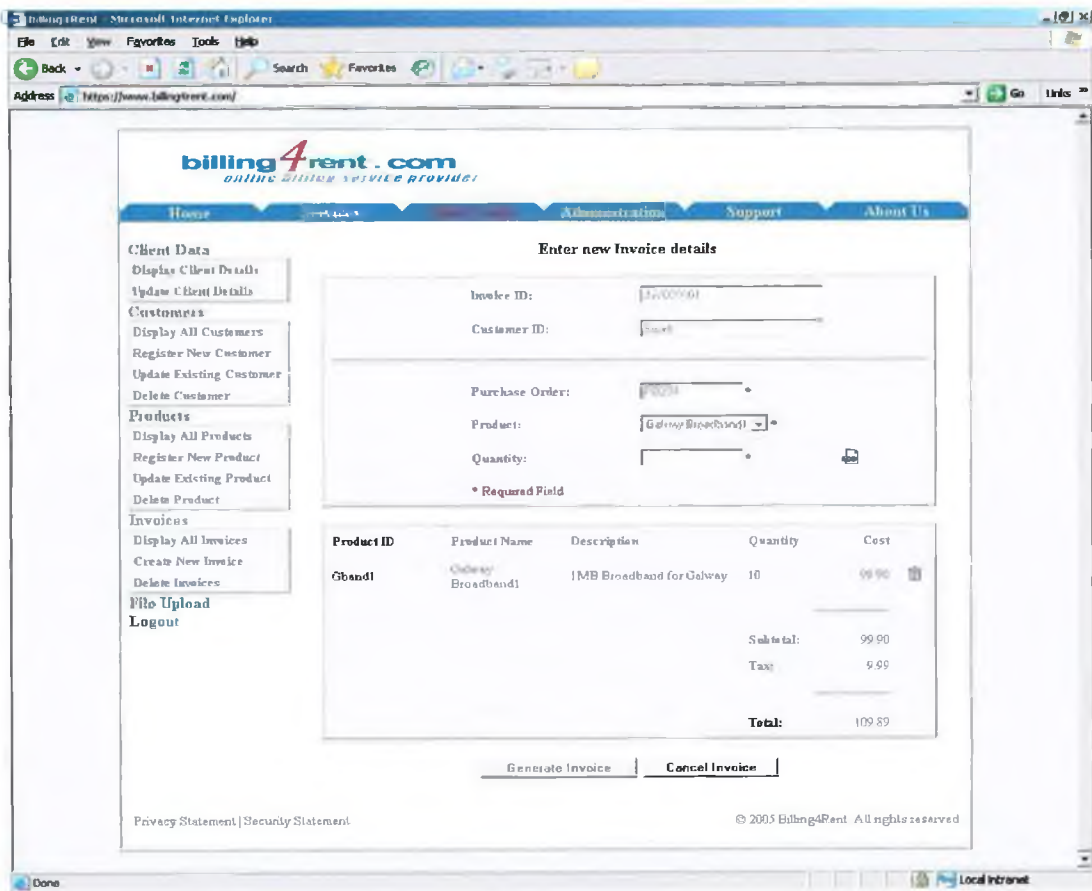 Billing4Rent - Microsoft Internet Explorer
File Edit View Favorites Tools Help
Back Search Favorites
Address https://www.billing4rent.com/ Go Links »
billing4rent.com
online billing service provider
Home Administration Support About Us
Client Data
Display Client Details
Update Client Details
Customers
Display All Customers
Register New Customer
Update Existing Customer
Delete Customer
Products
Display All Products
Register New Product
Update Existing Product
Delete Product
Invoices
Display All Invoices
Create New Invoice
Delete Invoices
File Upload
Logout
Enter new Invoice details
Invoice ID:
Customer ID:
Purchase Order: *
Product: Galway Broadband1 *
Quantity: *
* Required Field
Product ID Product Name Description Quantity Cost
Gband1 Galway Broadband1 1MB Broadband for Galway 10 99.90
Subtotal: 99.90
Tax: 9.99
Total: 109.89
Generate Invoice Cancel Invoice
Privacy Statement | Security Statement © 2005 Billing4Rent All rights reserved
Done Local intranet